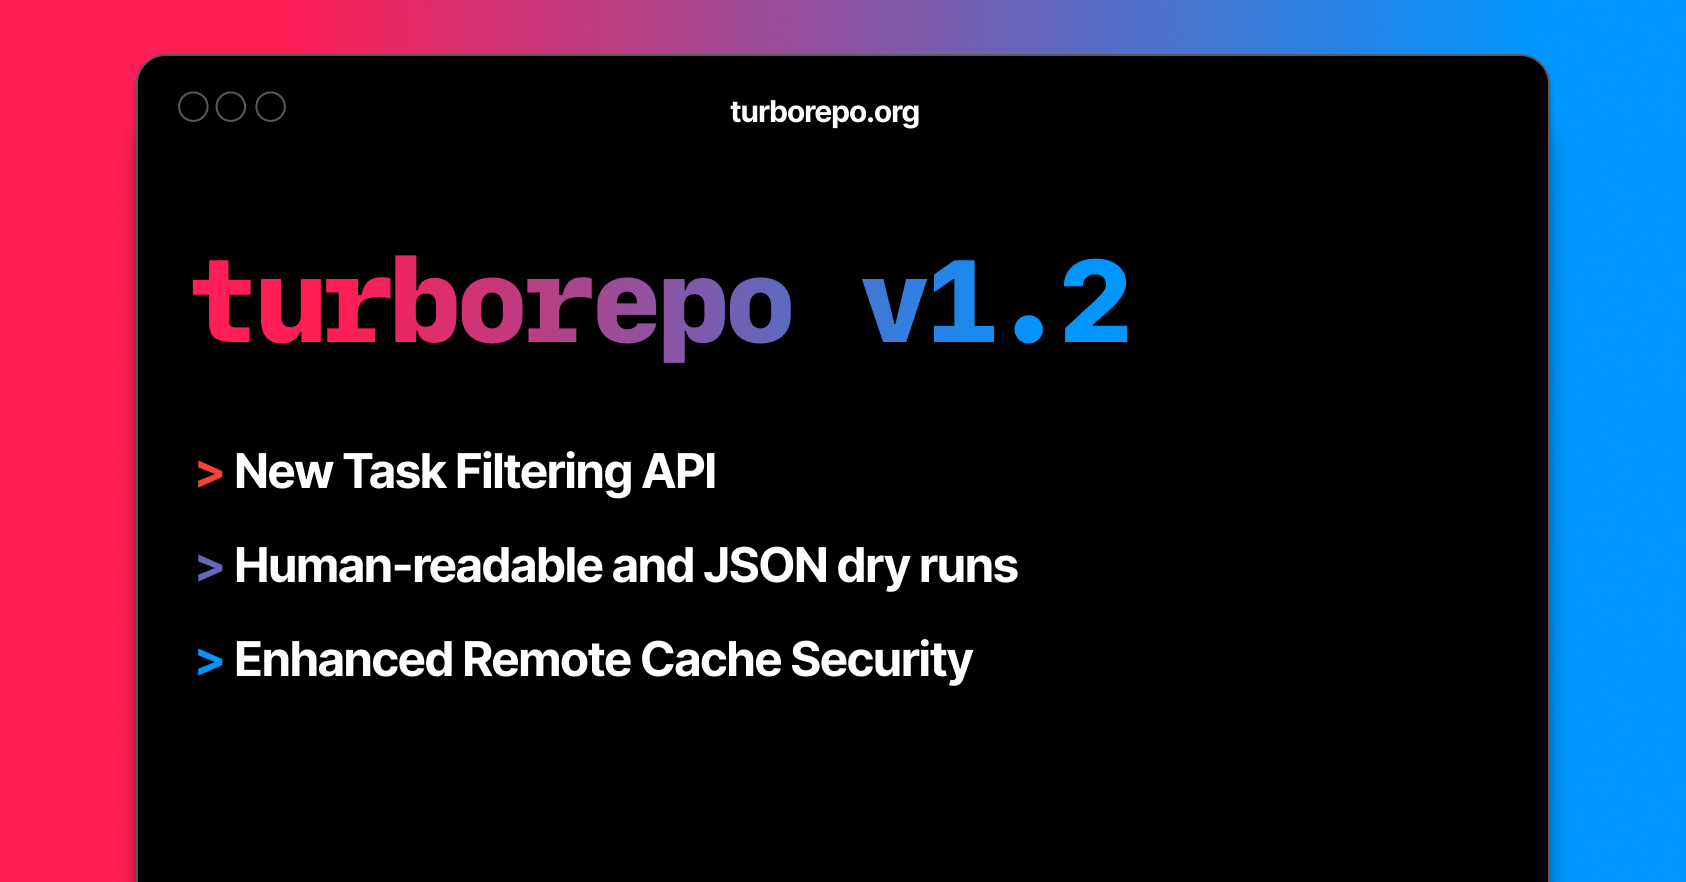 turborepo.org
turborepo v1.2
> New Task Filtering API
> Human-readable and JSON dry runs
> Enhanced Remote Cache Security